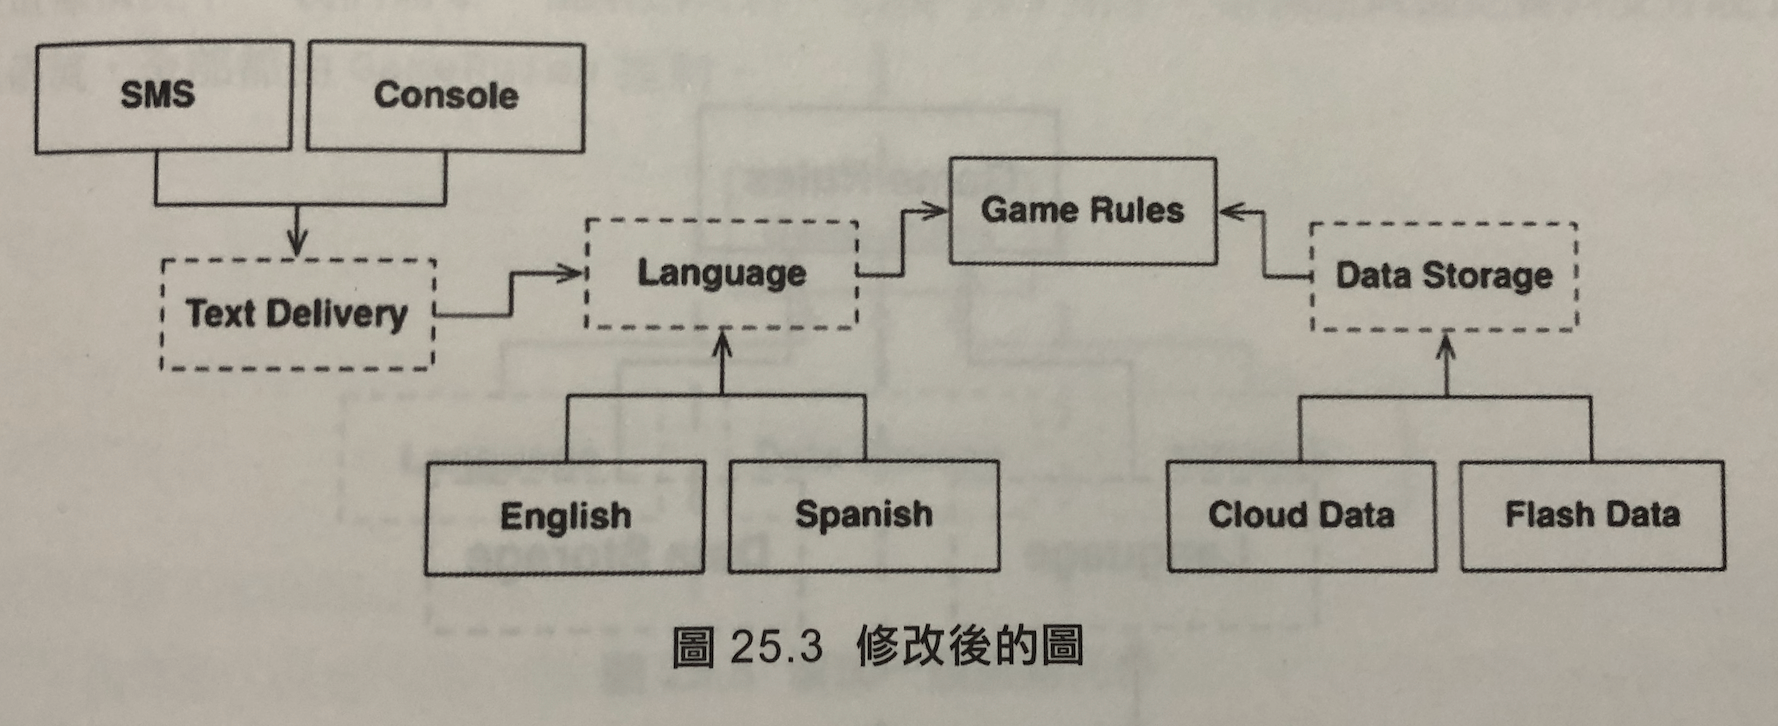 SMS
Console
Game Rules
Language
Data Storage
Text Delivery
English
Spanish
Cloud Data
Flash Data
圖 25.3 修改後的圖